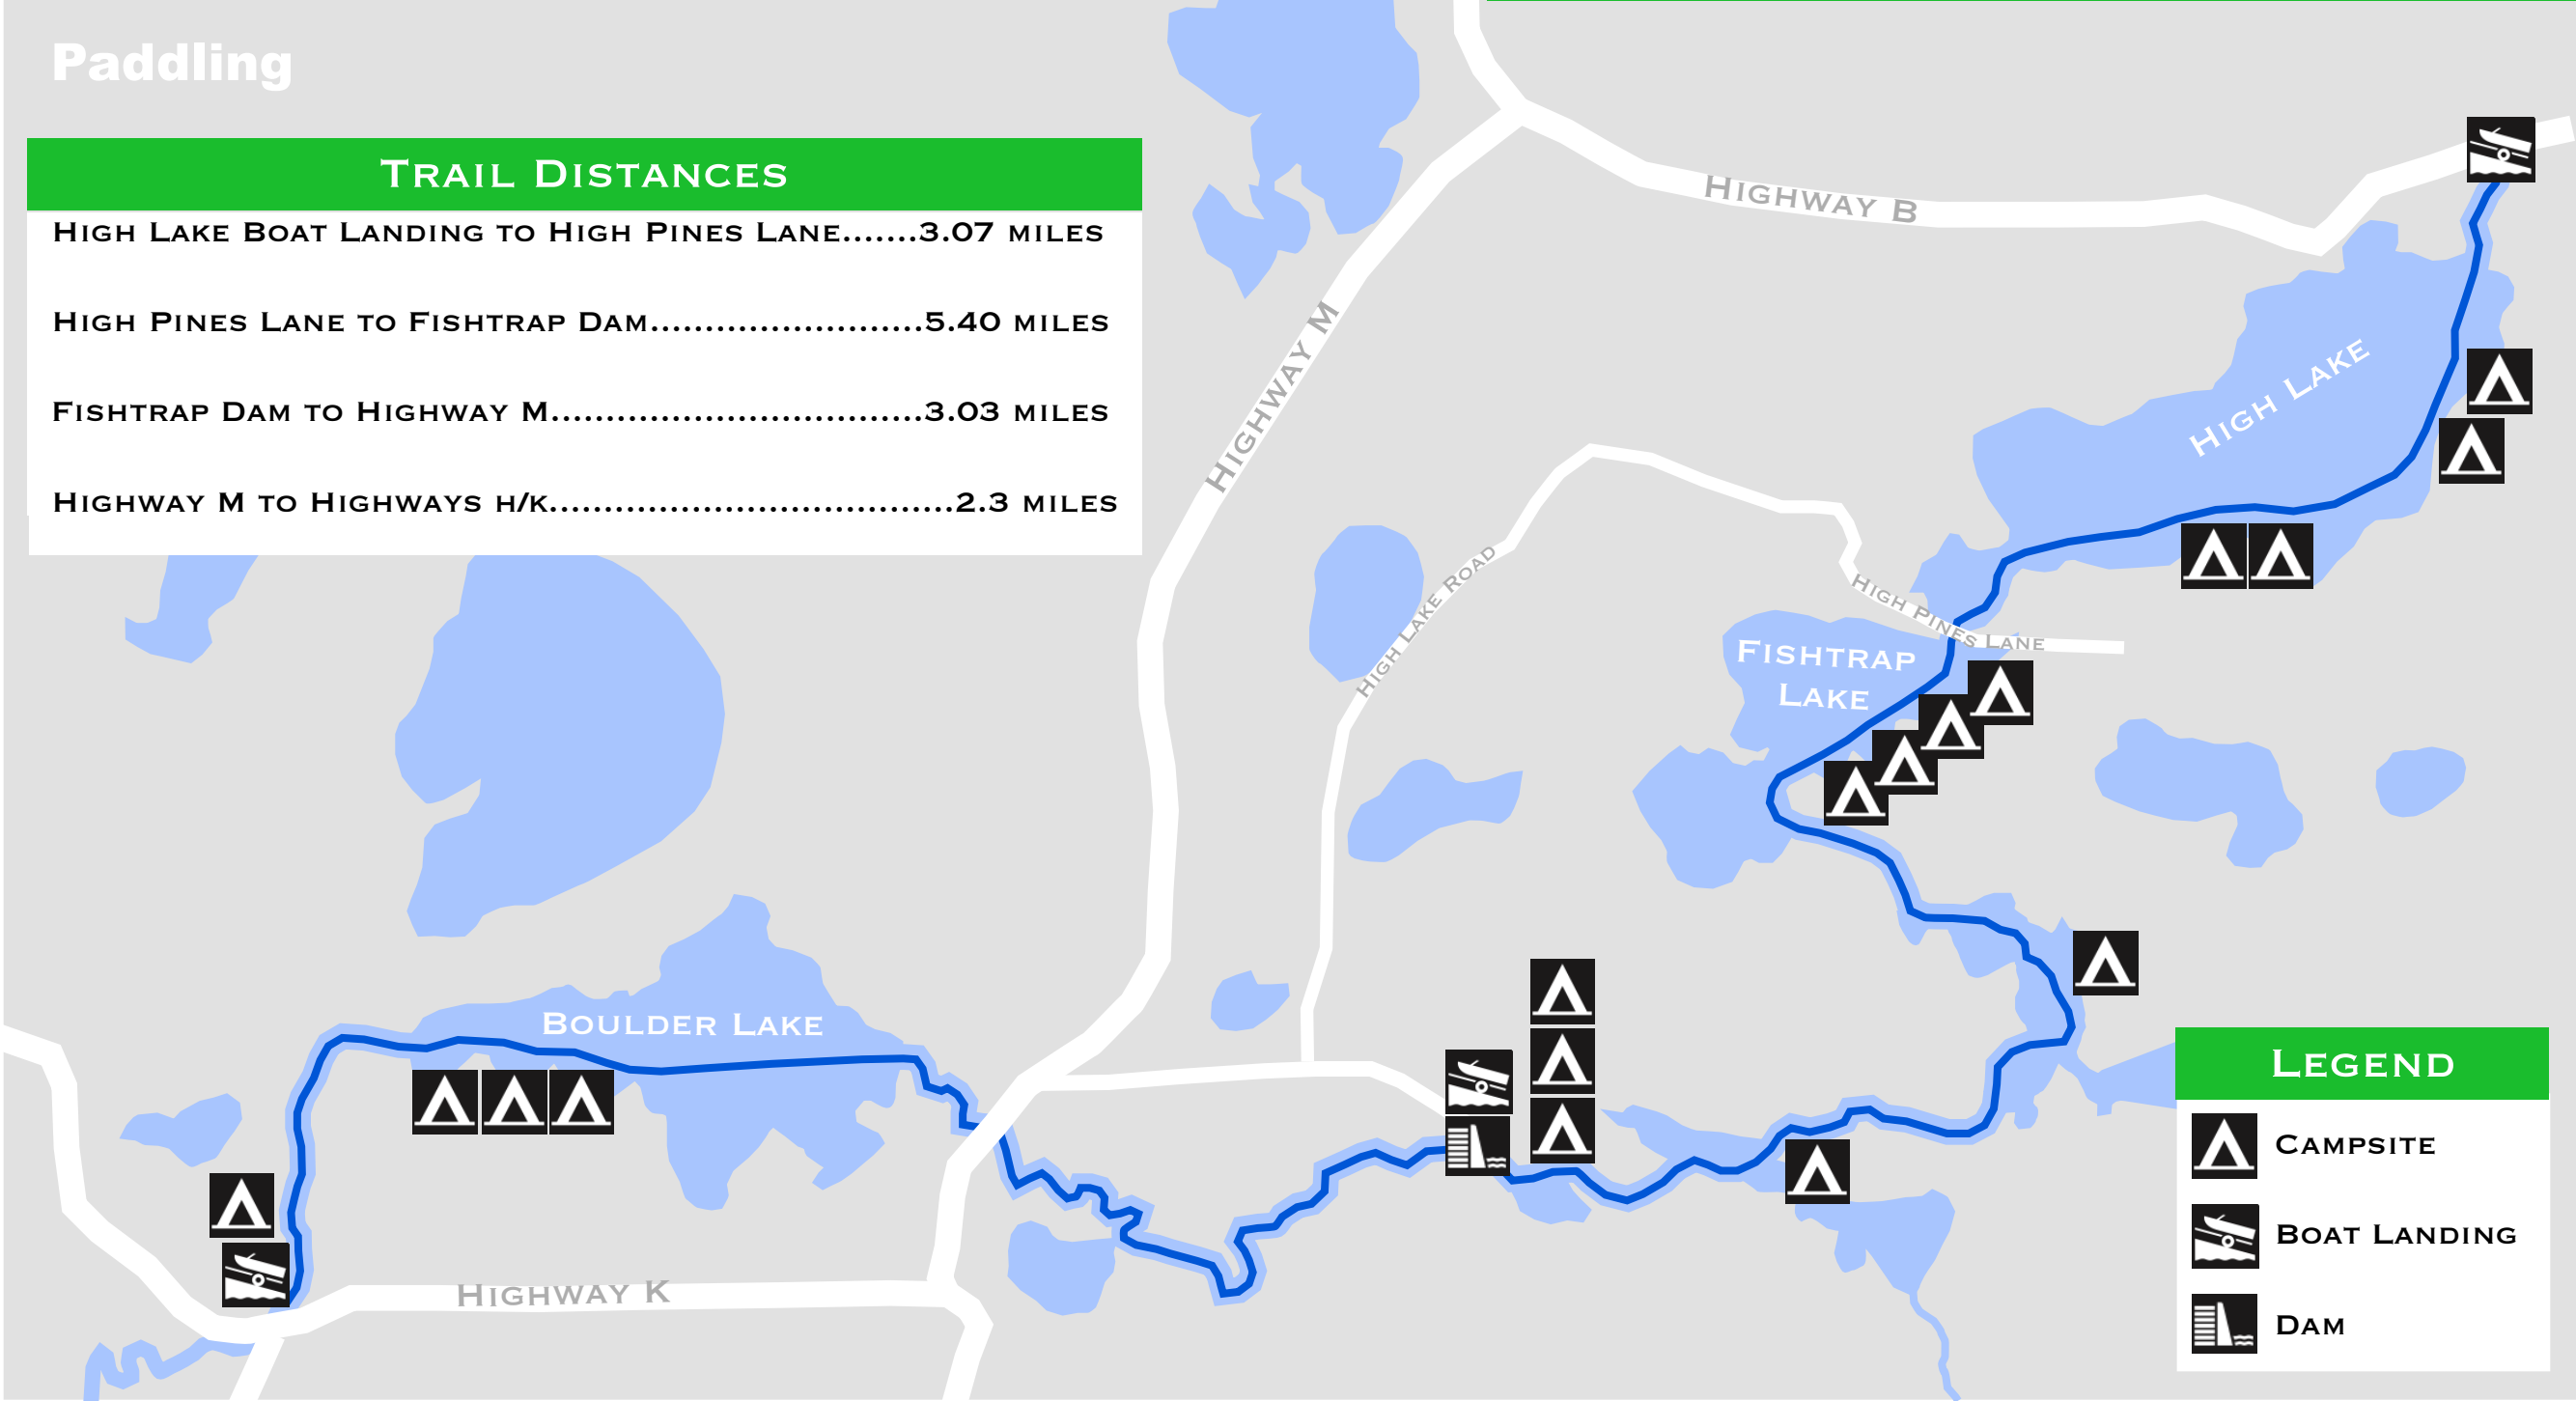 Paddling
Trail Distances
High Lake Boat Landing to High Pines Lane.......3.07 miles
High Pines Lane to Fishtrap Dam.........................5.40 miles
Fishtrap Dam to Highway M..................................3.03 miles
Highway M to Highways h/k.....................................2.3 miles
Highway B
Highway M
High Lake
High Lake Road
High Pines Lane
Fishtrap
Lake
Boulder Lake
Highway K
Legend
Campsite
Boat Landing
Dam